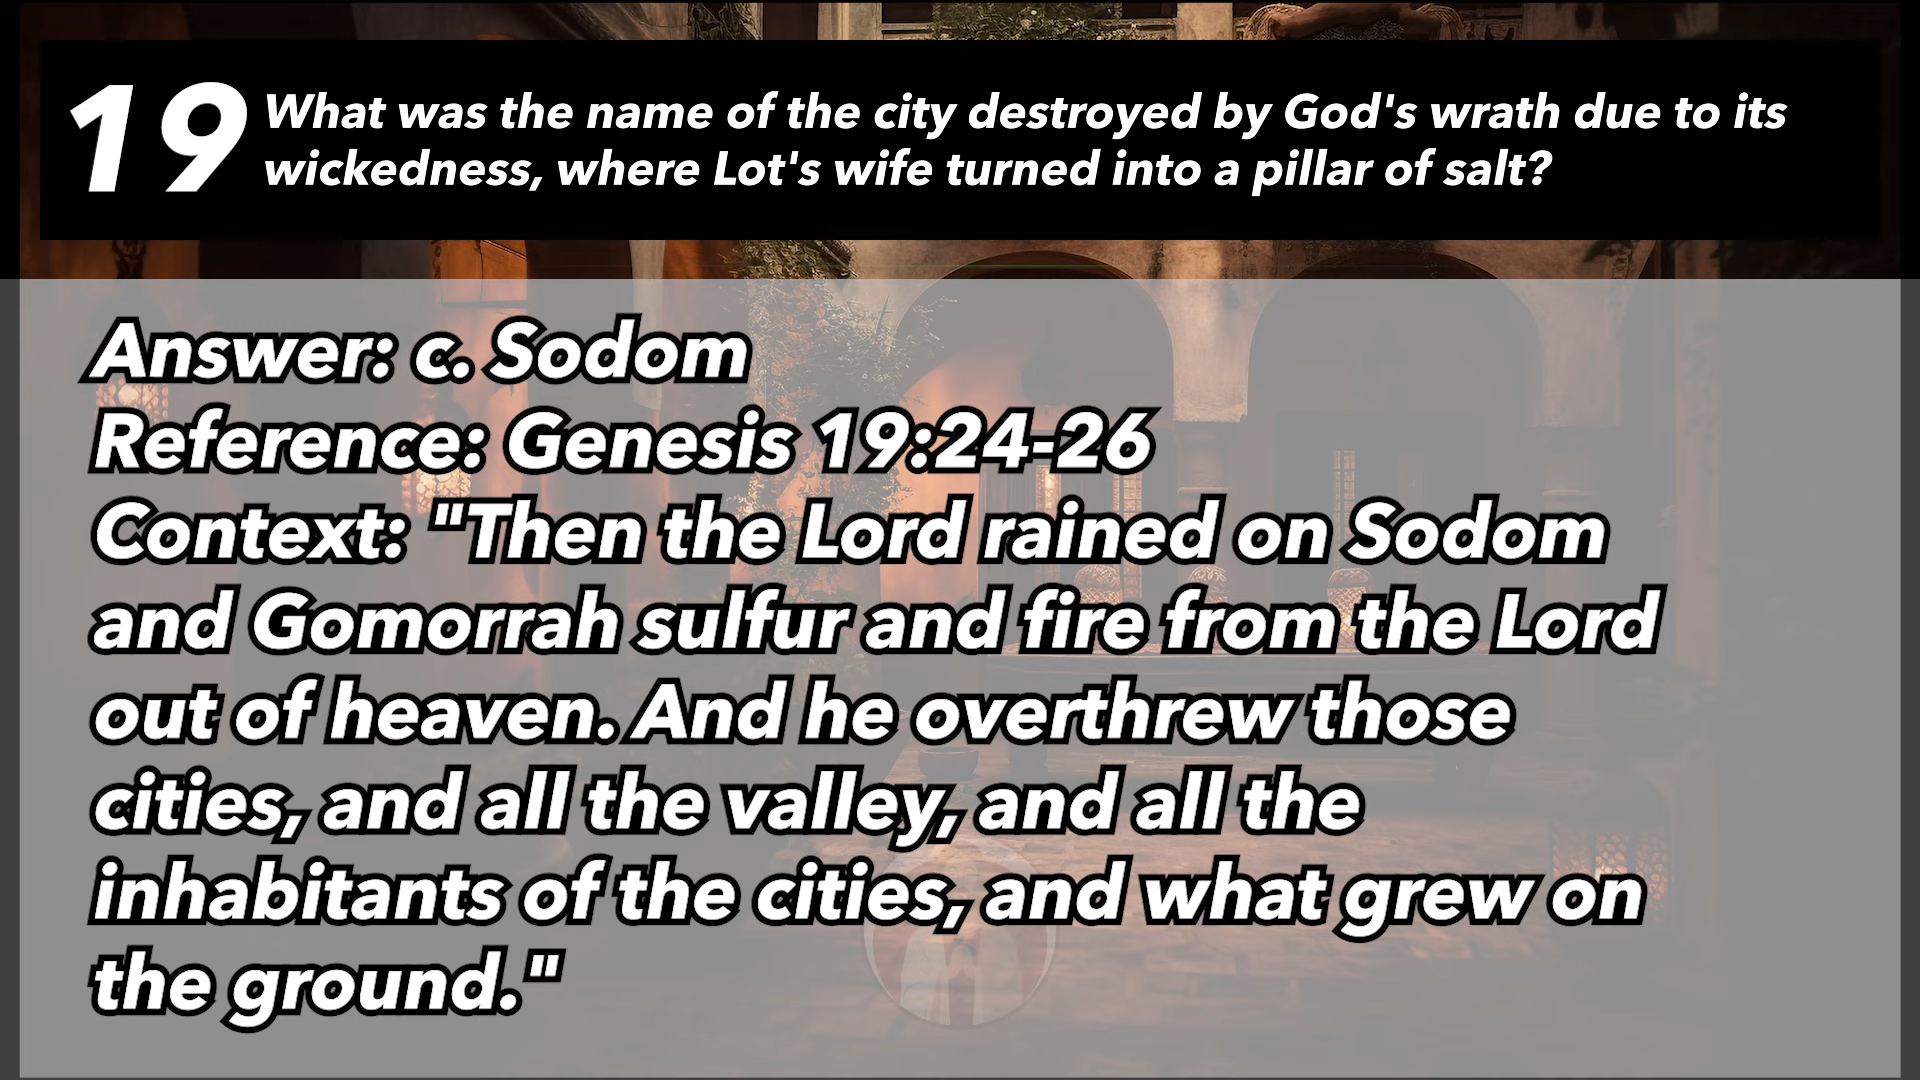 19
What was the name of the city destroyed by God's wrath due to its
wickedness, where Lot's wife turned into a pillar of salt?
Answer: c. Sodom
Reference: Genesis 19:24-26
Context: "Then the Lord rained on Sodom
and Gomorrah sulfur and fire from the Lord
out of heaven. And he overthrew those
cities, and all the valley, and all the
inhabitants of the cities, and what grew on
the ground."